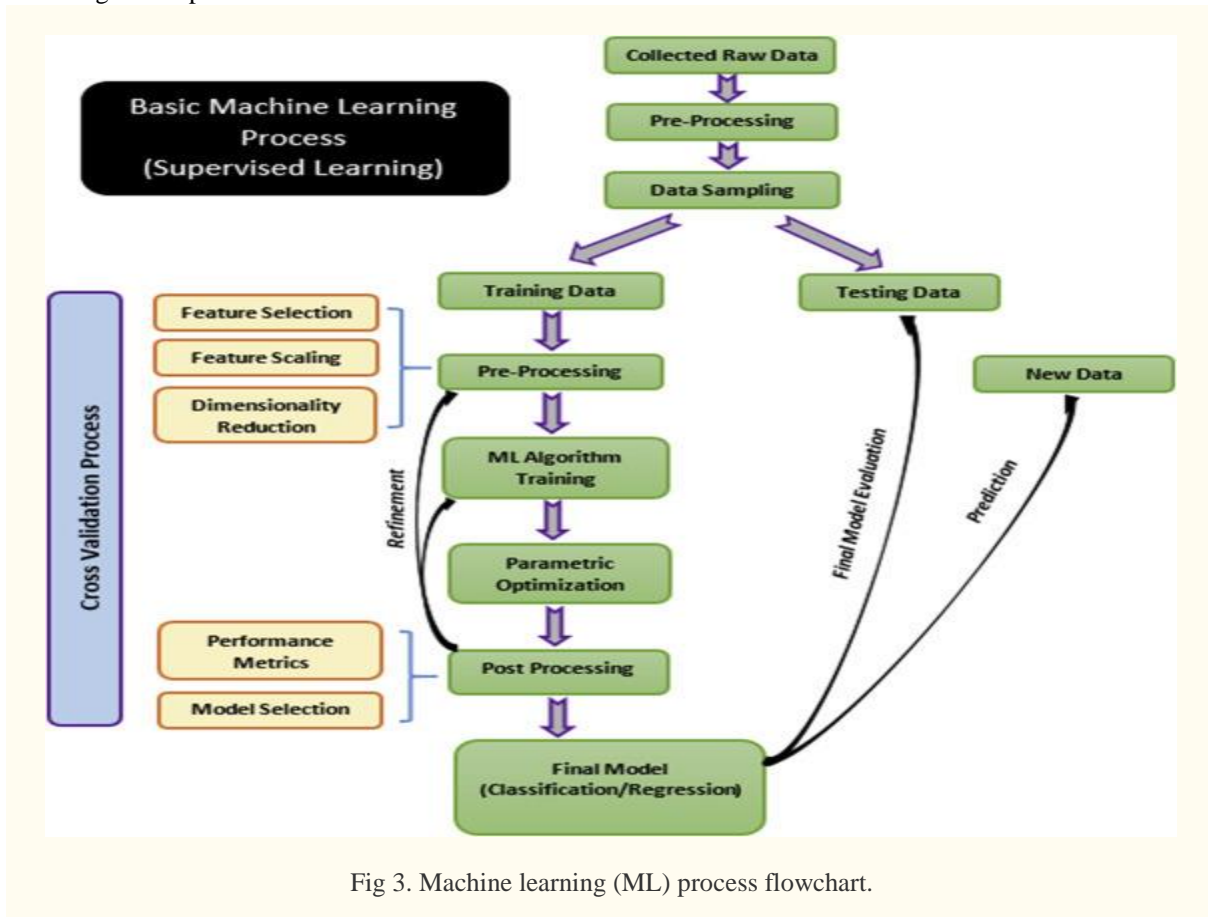 Basic Machine Learning
Process
(Supervised Learning)
Collected Raw Data
Pre-Processing
Data Sampling
Training Data
Testing Data
Feature Selection
Feature Scaling
Dimensionality
Reduction
Pre-Processing
New Data
Cross Validation Process
ML Algorithm
Training
Refinement
Final Model Evaluation
Prediction
Parametric
Optimization
Performance
Metrics
Model Selection
Post Processing
Final Model
(Classification/Regression)
Fig 3. Machine learning (ML) process flowchart.